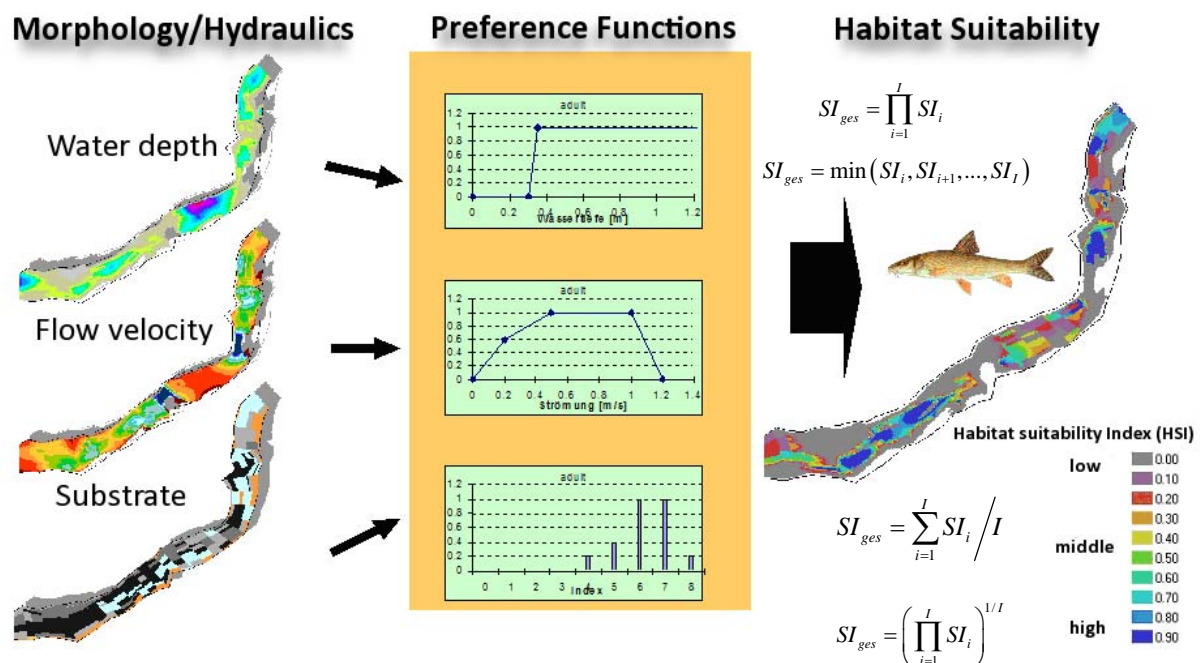 Morphology/Hydraulics
Water depth
Flow velocity
Substrate
Preference Functions
adult
1.2
1
0.8
0.6
0.4
0.2
0
0 0.2 0.4 0.6 0.8 1 1.2
Wassertiefe [m]
adult
1.2
1
0.8
0.6
0.4
0.2
0
0 0.2 0.4 0.6 0.8 1 1.2 1.4
Strömung [m/s]
adult
1.2
1
0.8
0.6
0.4
0.2
0
0 1 2 3 4 5 6 7 8
Index
Habitat Suitability
SI_ges = ∏_{i=1}^{I} SI_i
SI_ges = min(SI_i, SI_{i+1},..., SI_I)
Habitat suitability Index (HSI)
low
middle
high
0.00
0.10
0.20
0.30
0.40
0.50
0.60
0.70
0.80
0.90
SI_ges = ∑_{i=1}^{I} SI_i / I
SI_ges = (∏_{i=1}^{I} SI_i)^{1/I}